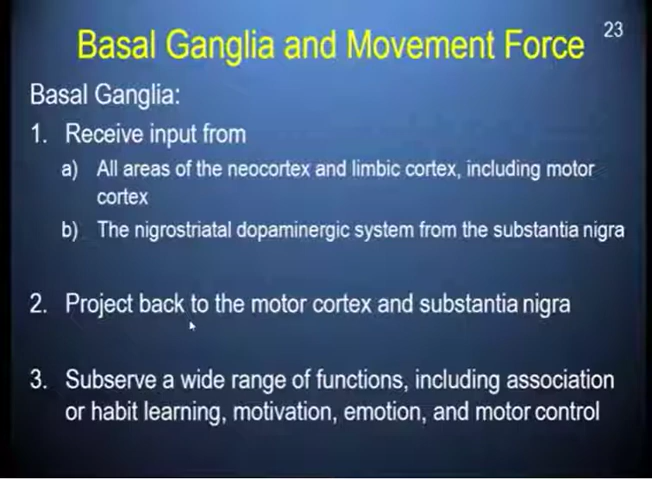 23
Basal Ganglia and Movement Force
Basal Ganglia:
1. Receive input from
a) All areas of the neocortex and limbic cortex, including motor
cortex
b) The nigrostriatal dopaminergic system from the substantia nigra
2. Project back to the motor cortex and substantia nigra
3. Subserve a wide range of functions, including association
or habit learning, motivation, emotion, and motor control